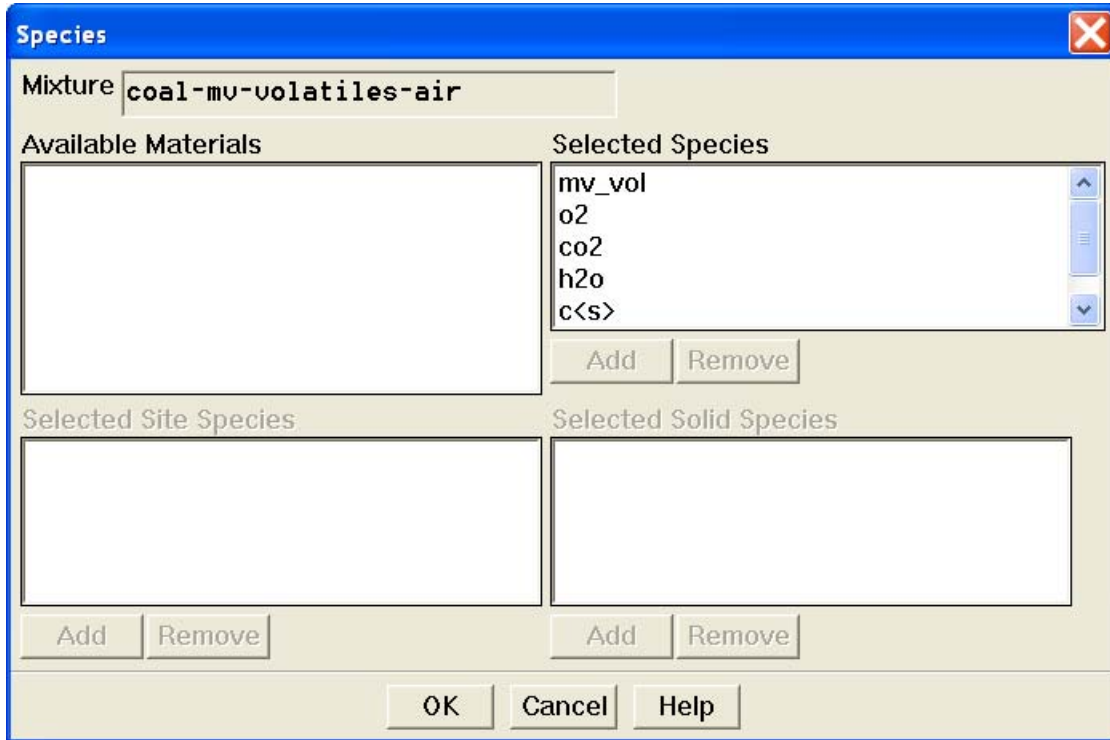 Species
Mixture coal-mv-volatiles-air
Available Materials
Selected Species
mv_vol
o2
co2
h2o
c<s>
Add Remove
Selected Site Species
Selected Solid Species
Add Remove
Add Remove
OK Cancel Help